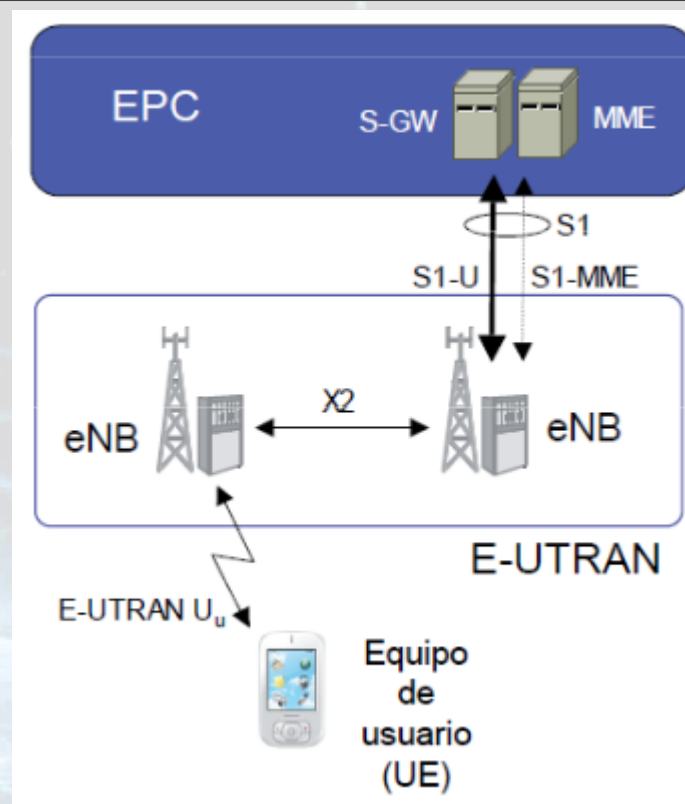 EPC
S-GW
MME
S1
S1-U
S1-MME
X2
eNB
eNB
E-UTRAN
E-UTRAN Uu
Equipo
de
usuario
(UE)